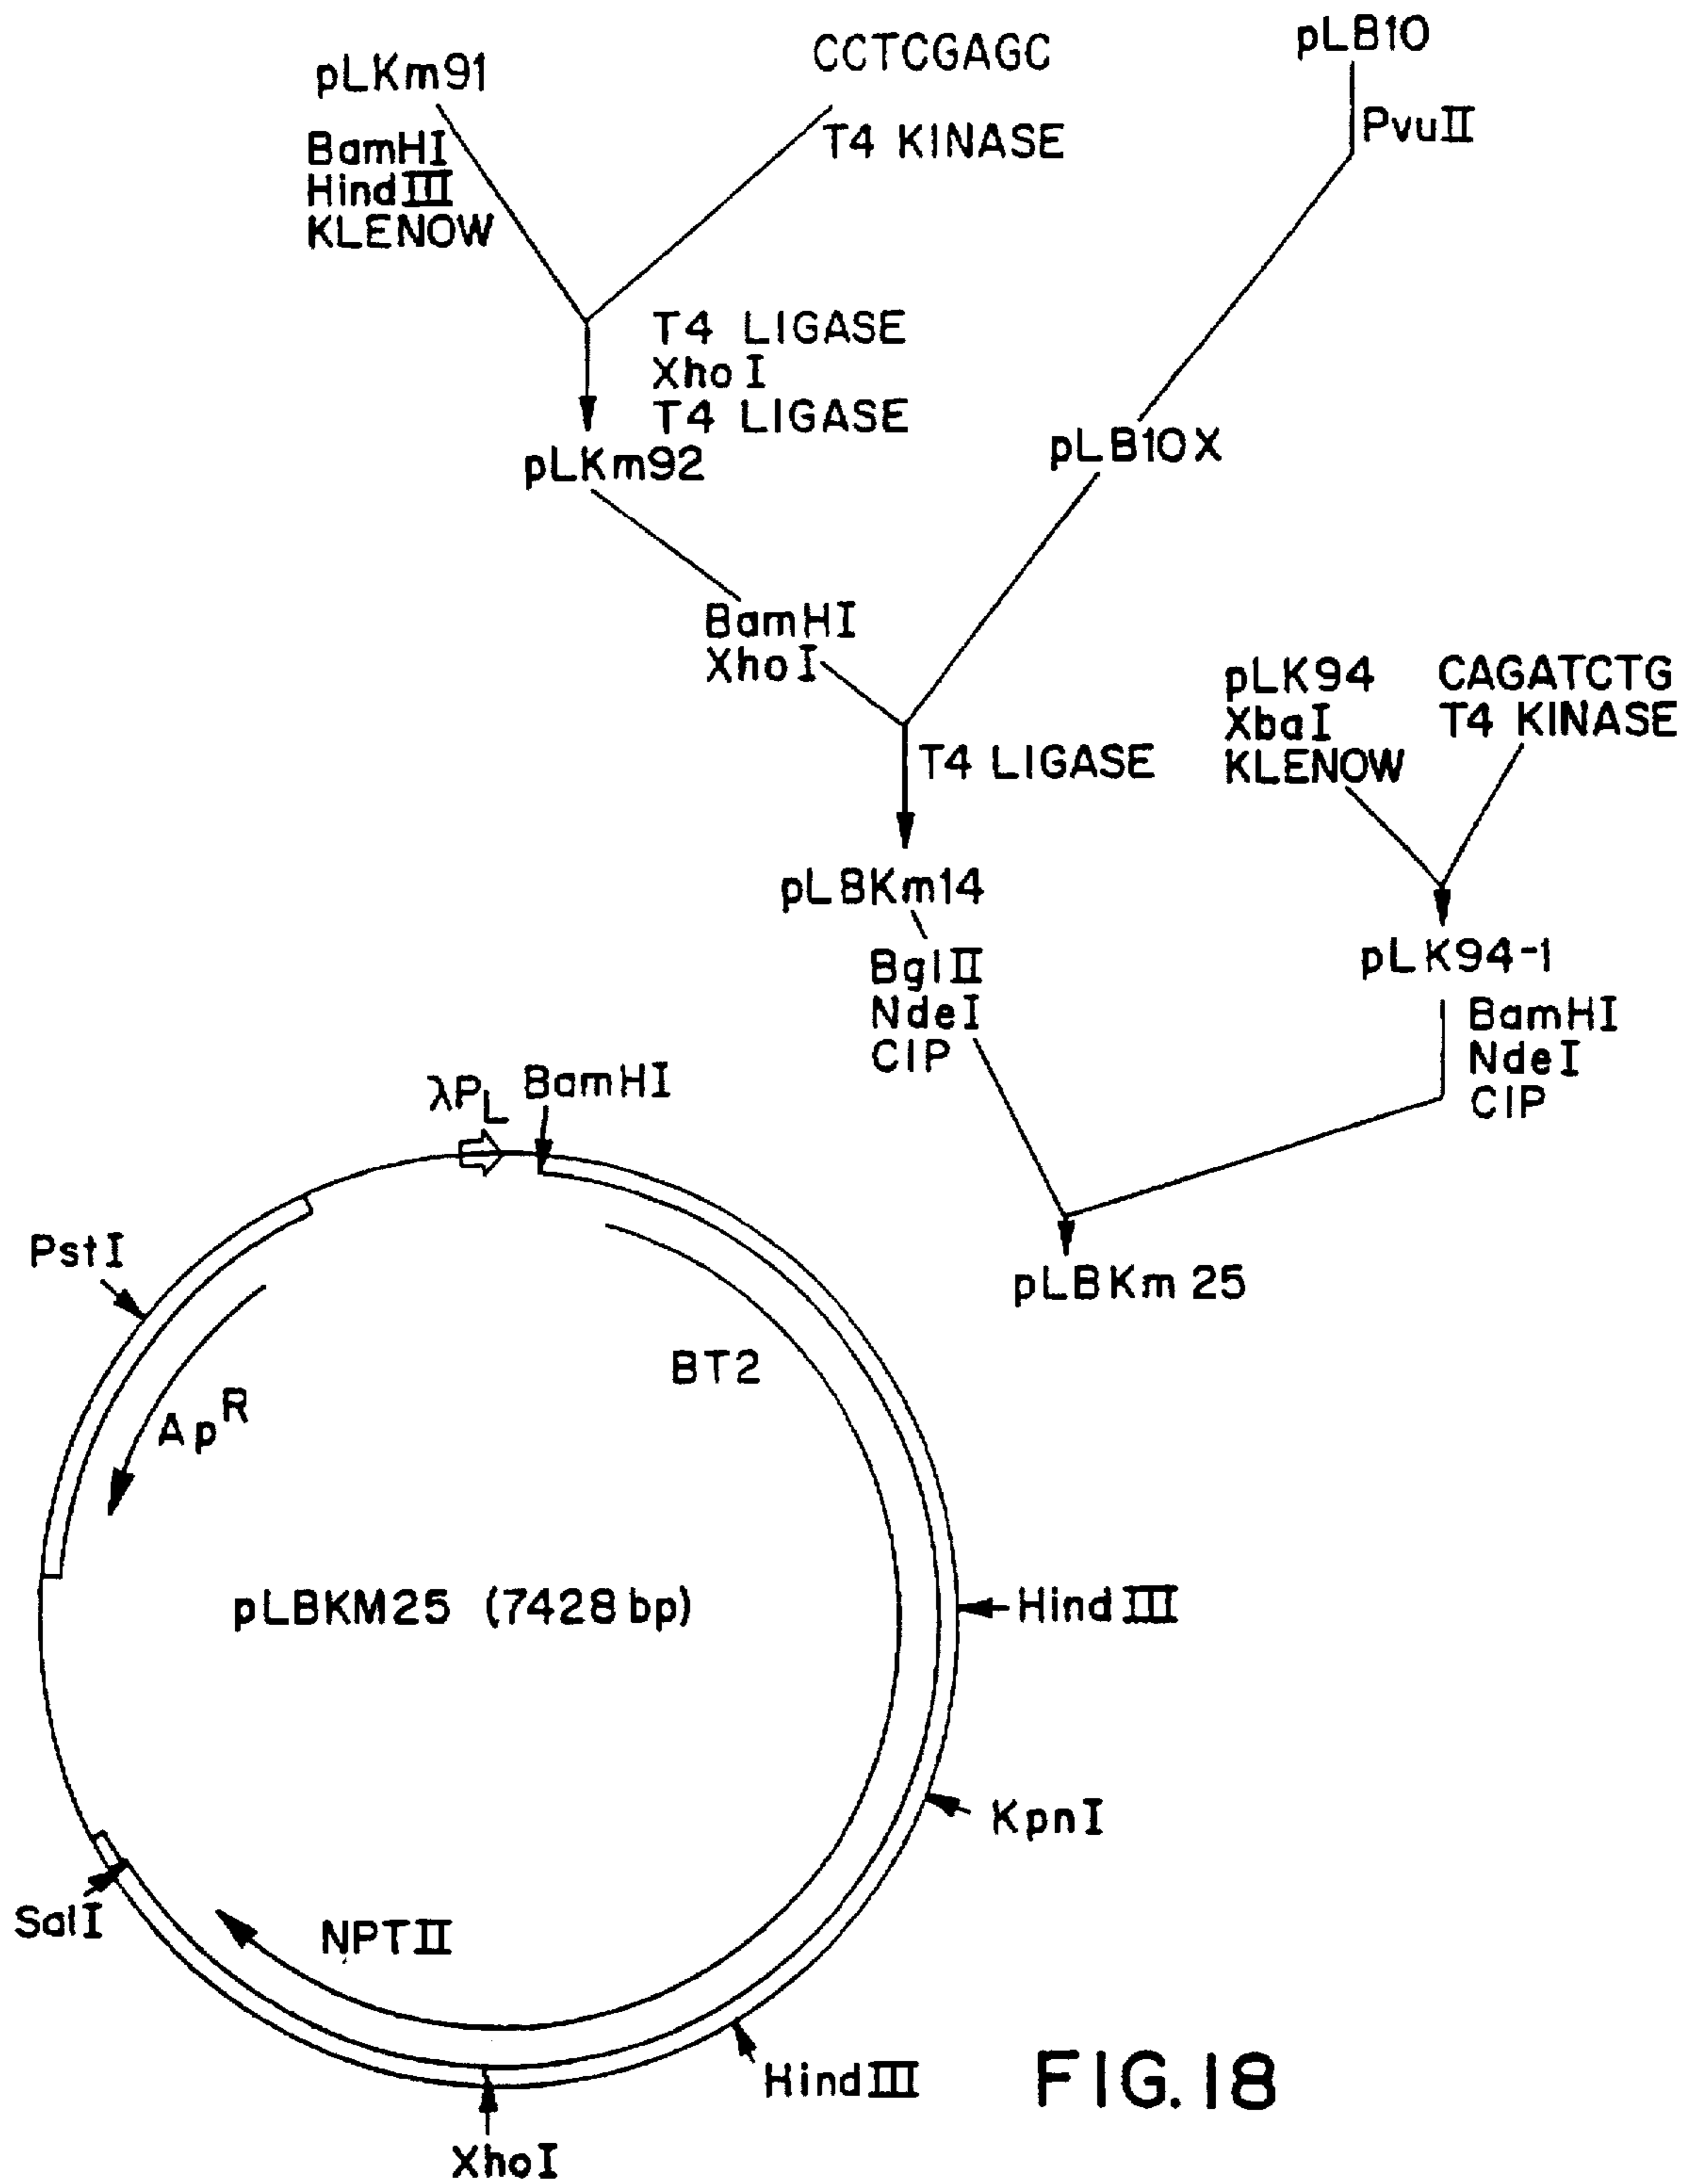 pLKm91
BamHI
HindIII
KLENOW
CCTCGAGC
T4 KINASE
pLB10
PvuII
T4 LIGASE
XhoI
T4 LIGASE
pLKm92
pLB10X
BamHI
XhoI
T4 LIGASE
pLK94
XbaI
KLENOW
CAGATCTG
T4 KINASE
pLBKm14
BglII
NdeI
CIP
pLK94-1
BamHI
NdeI
CIP
pLBKm25
λPL
BamHI
PstI
BT2
ApR
pLBKM25 (7428bp)
HindIII
KpnI
SalI
NPTII
HindIII
XhoI
FIG.18